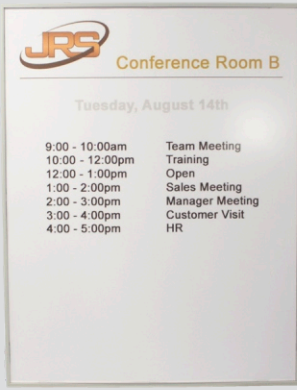 JRS
Conference Room B
Tuesday, August 14th
9:00 - 10:00am Team Meeting
10:00 - 12:00pm Training
12:00 - 1:00pm Open
1:00 - 2:00pm Sales Meeting
2:00 - 3:00pm Manager Meeting
3:00 - 4:00pm Customer Visit
4:00 - 5:00pm HR